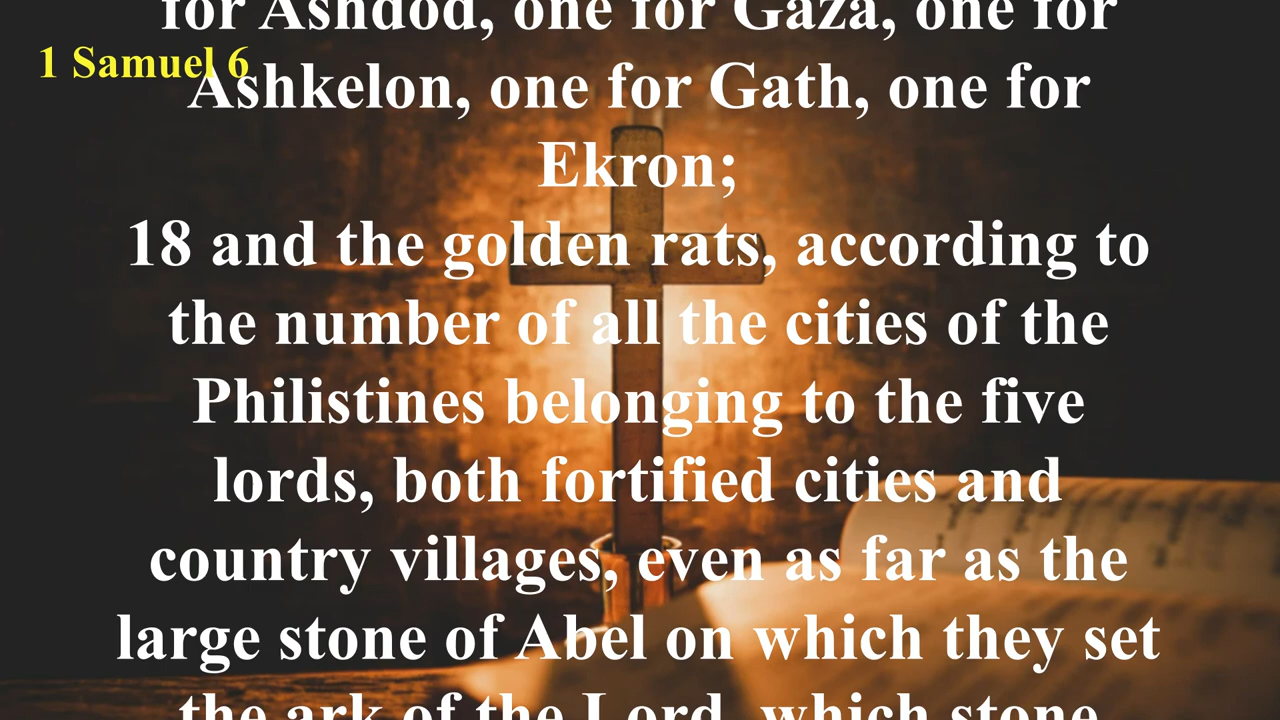 for Ashdod, one for Gaza, one for
1 Samuel 6
Ashkelon, one for Gath, one for
Ekron;
18 and the golden rats, according to
the number of all the cities of the
Philistines belonging to the five
lords, both fortified cities and
country villages, even as far as the
large stone of Abel on which they set
the ark of the Lord, which stone